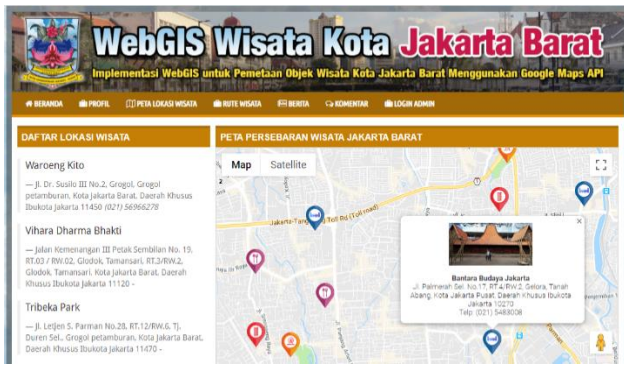 WebGIS Wisata Kota Jakarta Barat
Implementasi WebGIS untuk Pemetaan Objek Wisata Kota Jakarta Barat Menggunakan Google Maps API
BERANDA PROFIL PETA LOKASI WISATA RUTE WISATA BERITA KOMENTAR LOGIN ADMIN
DAFTAR LOKASI WISATA
Waroeng Kito
— Jl. Dr. Susilo III No.2, Grogol, Grogol
petamburan, Kota Jakarta Barat, Daerah Khusus
Ibukota Jakarta 11450 (021) 56966278
Vihara Dharma Bhakti
— Jalan Kemenangan III Petak Sembilan No. 19,
RT.03 / RW.02, Glodok, Tamansari, RT.3/RW.2,
Glodok, Tamansari, Kota Jakarta Barat, Daerah
Khusus Ibukota Jakarta 11120 -
Tribeka Park
— Jl. Letjen S. Parman No.28, RT.12/RW.6, Tj.
Duren Sel., Grogol petamburan, Kota Jakarta Barat,
Daerah Khusus Ibukota Jakarta 11470 -
PETA PERSEBARAN WISATA JAKARTA BARAT
Map Satellite
Bantara Budaya Jakarta
Jl. Palmerah Sel. No.17, RT.4/RW.2, Gelora, Tanah
Abang, Kota Jakarta Pusat, Daerah Khusus Ibukota
Jakarta 10270
Telp: (021) 5483008